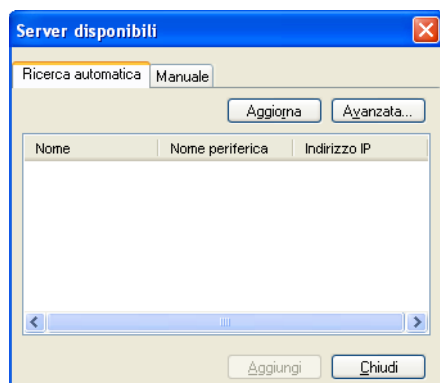 Server disponibili
Ricerca automatica Manuale
Aggiorna Avanzata...
Nome Nome periferica Indirizzo IP
Aggiungi Chiudi